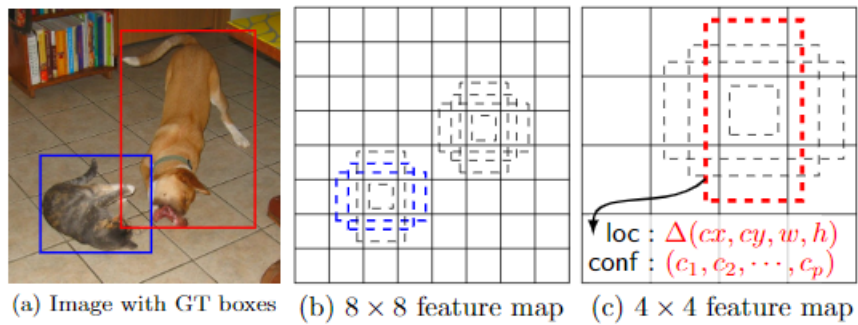 loc : Δ(cx, cy, w, h)
conf : (c₁, c₂, ⋯, cₚ)
(a) Image with GT boxes
(b) 8 × 8 feature map
(c) 4 × 4 feature map